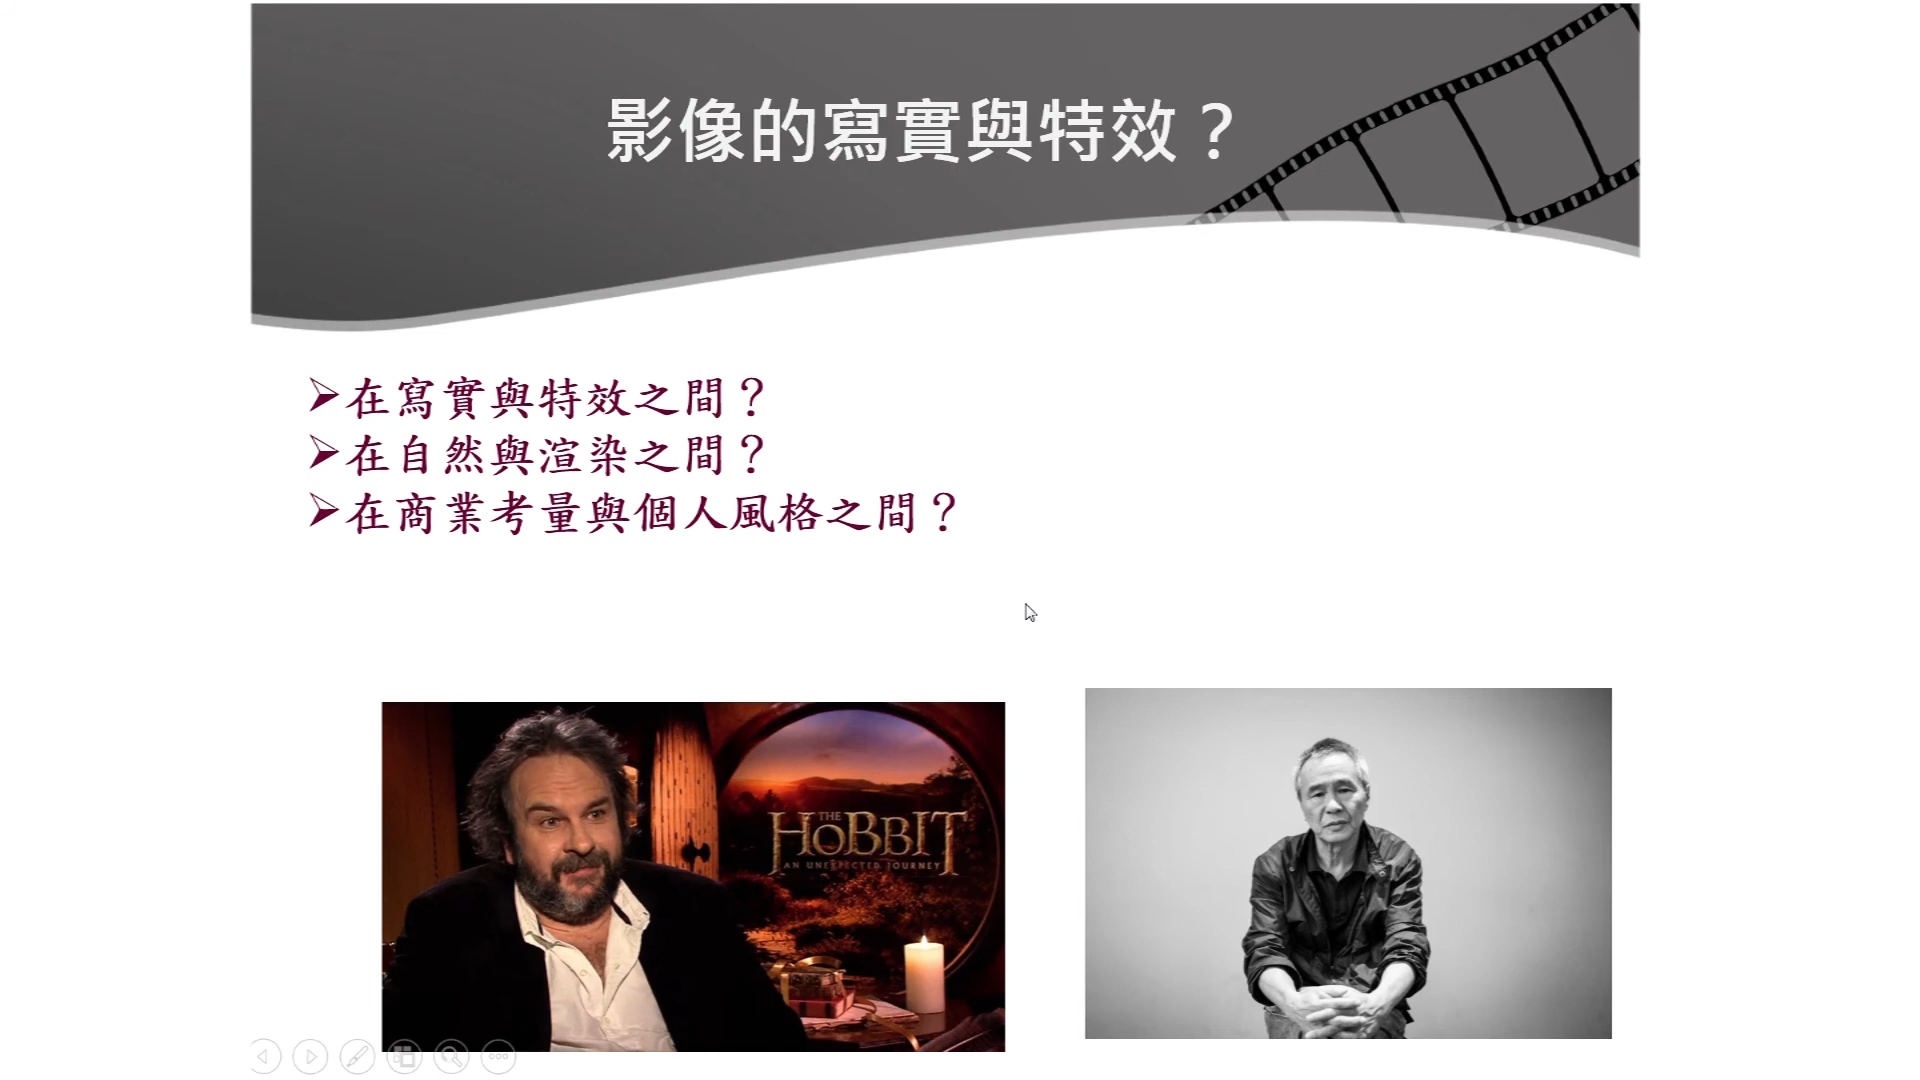 影像的寫實與特效？
➢在寫實與特效之間？
➢在自然與渲染之間？
➢在商業考量與個人風格之間？
THE
HOBBIT
AN UNEXPECTED JOURNEY